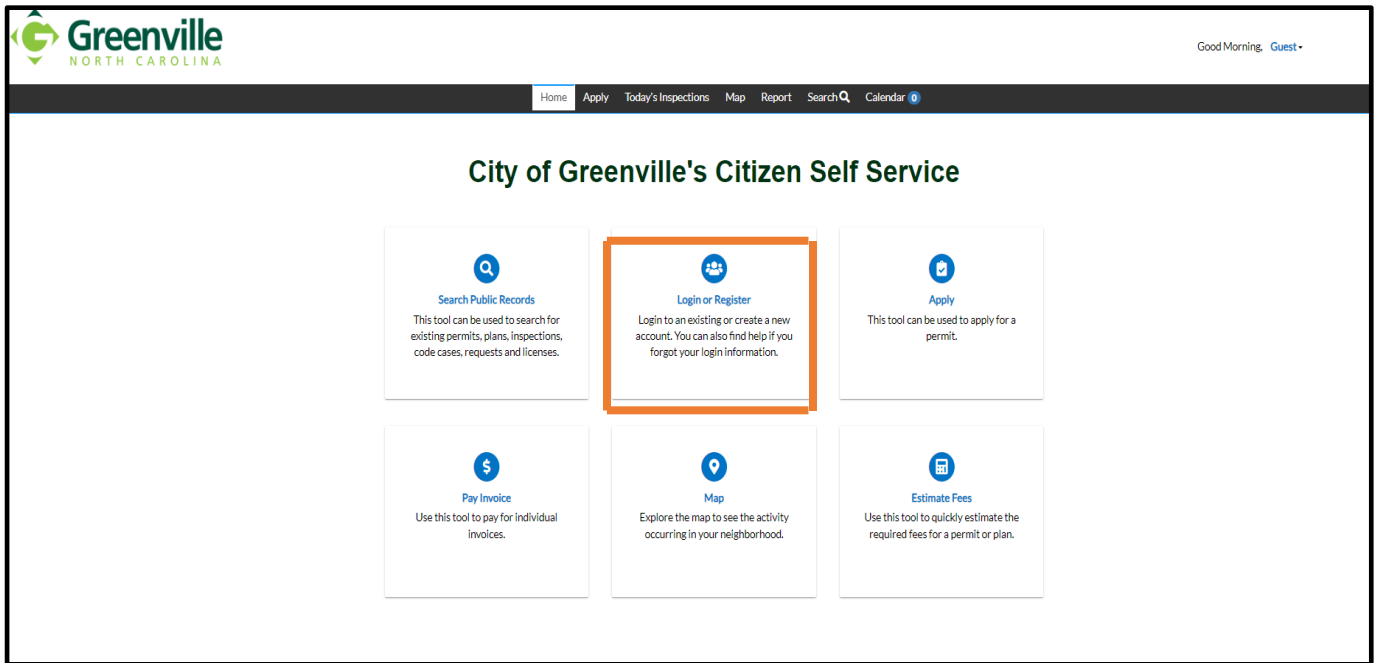 Greenville
NORTH CAROLINA
Good Morning, Guest
Home Apply Today's Inspections Map Report Search Calendar 0
City of Greenville's Citizen Self Service
Search Public Records
This tool can be used to search for
existing permits, plans, inspections,
code cases, requests and licenses.
Login or Register
Login to an existing or create a new
account. You can also find help if you
forgot your login information.
Apply
This tool can be used to apply for a
permit.
Pay Invoice
Use this tool to pay for individual
invoices.
Map
Explore the map to see the activity
occurring in your neighborhood.
Estimate Fees
Use this tool to quickly estimate the
required fees for a permit or plan.